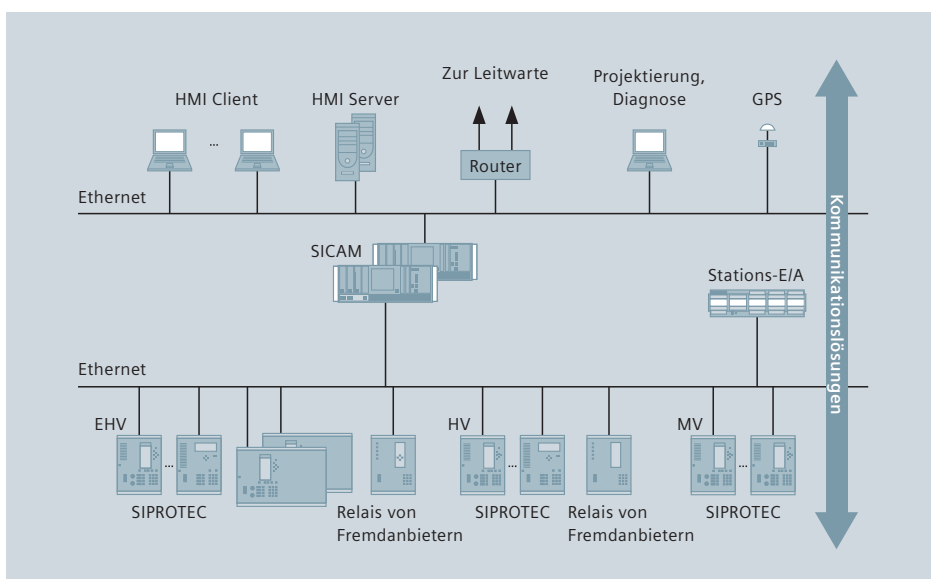 Zur Leitwarte
Projektierung,
Diagnose
HMI Client
HMI Server
GPS
...
Router
Ethernet
SICAM
Stations-E/A
Kommunikationslösungen
Ethernet
EHV
HV
MV
...
...
...
SIPROTEC
Relais von
Fremdanbietern
SIPROTEC
Relais von
Fremdanbietern
SIPROTEC